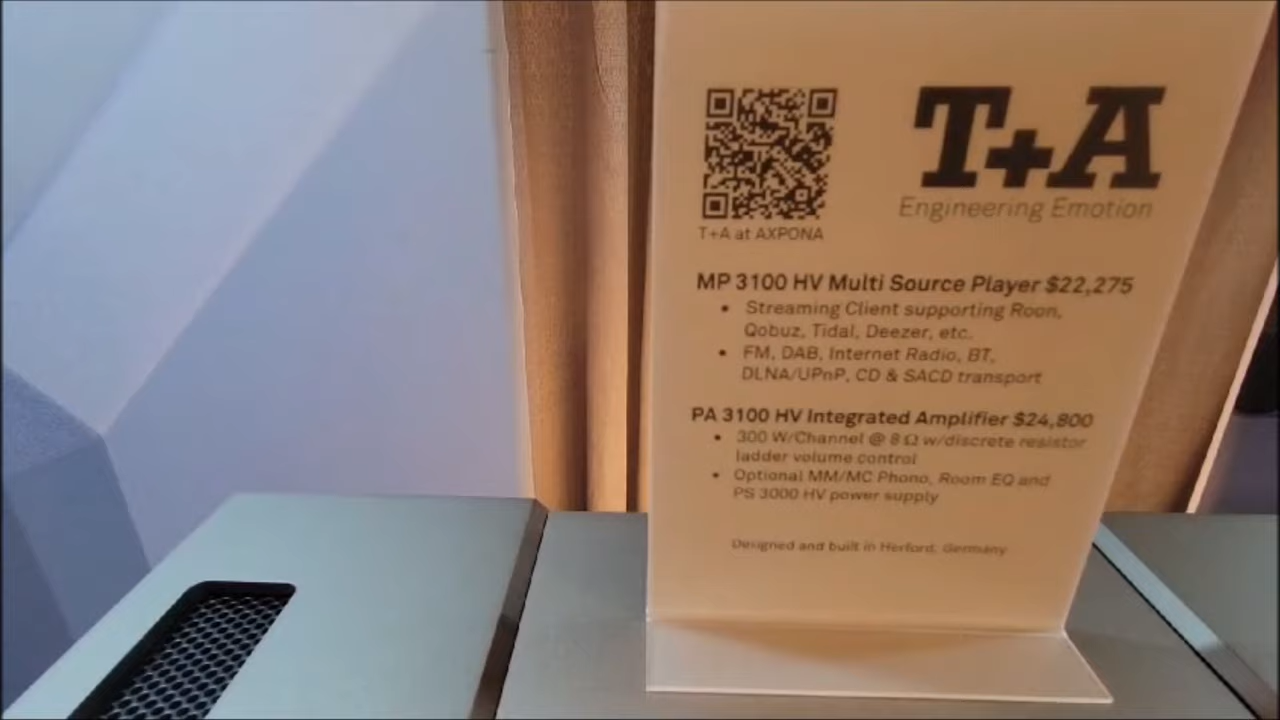 T+A
Engineering Emotion
T+A at AXPONA
MP 3100 HV Multi Source Player $22,275
• Streaming Client supporting Roon,
Qobuz, Tidal, Deezer, etc.
• FM, DAB, Internet Radio, BT,
DLNA/UPnP, CD & SACD transport
PA 3100 HV Integrated Amplifier $24,800
• 300 W/Channel @ 8 Ω w/discrete resistor
ladder volume control
• Optional MM/MC Phono, Room EQ and
PS 3000 HV power supply
Designed and built in Herford, Germany